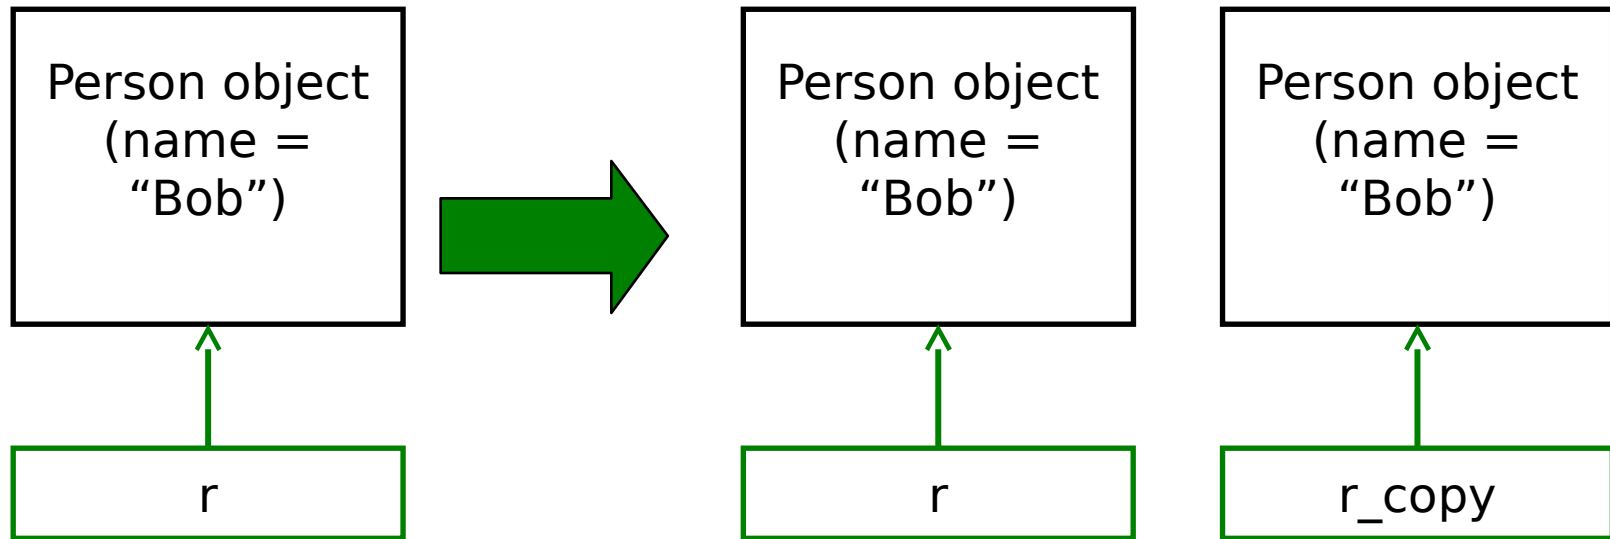 Person object
(name =
“Bob”)
r
Person object
(name =
“Bob”)
r
Person object
(name =
“Bob”)
r_copy